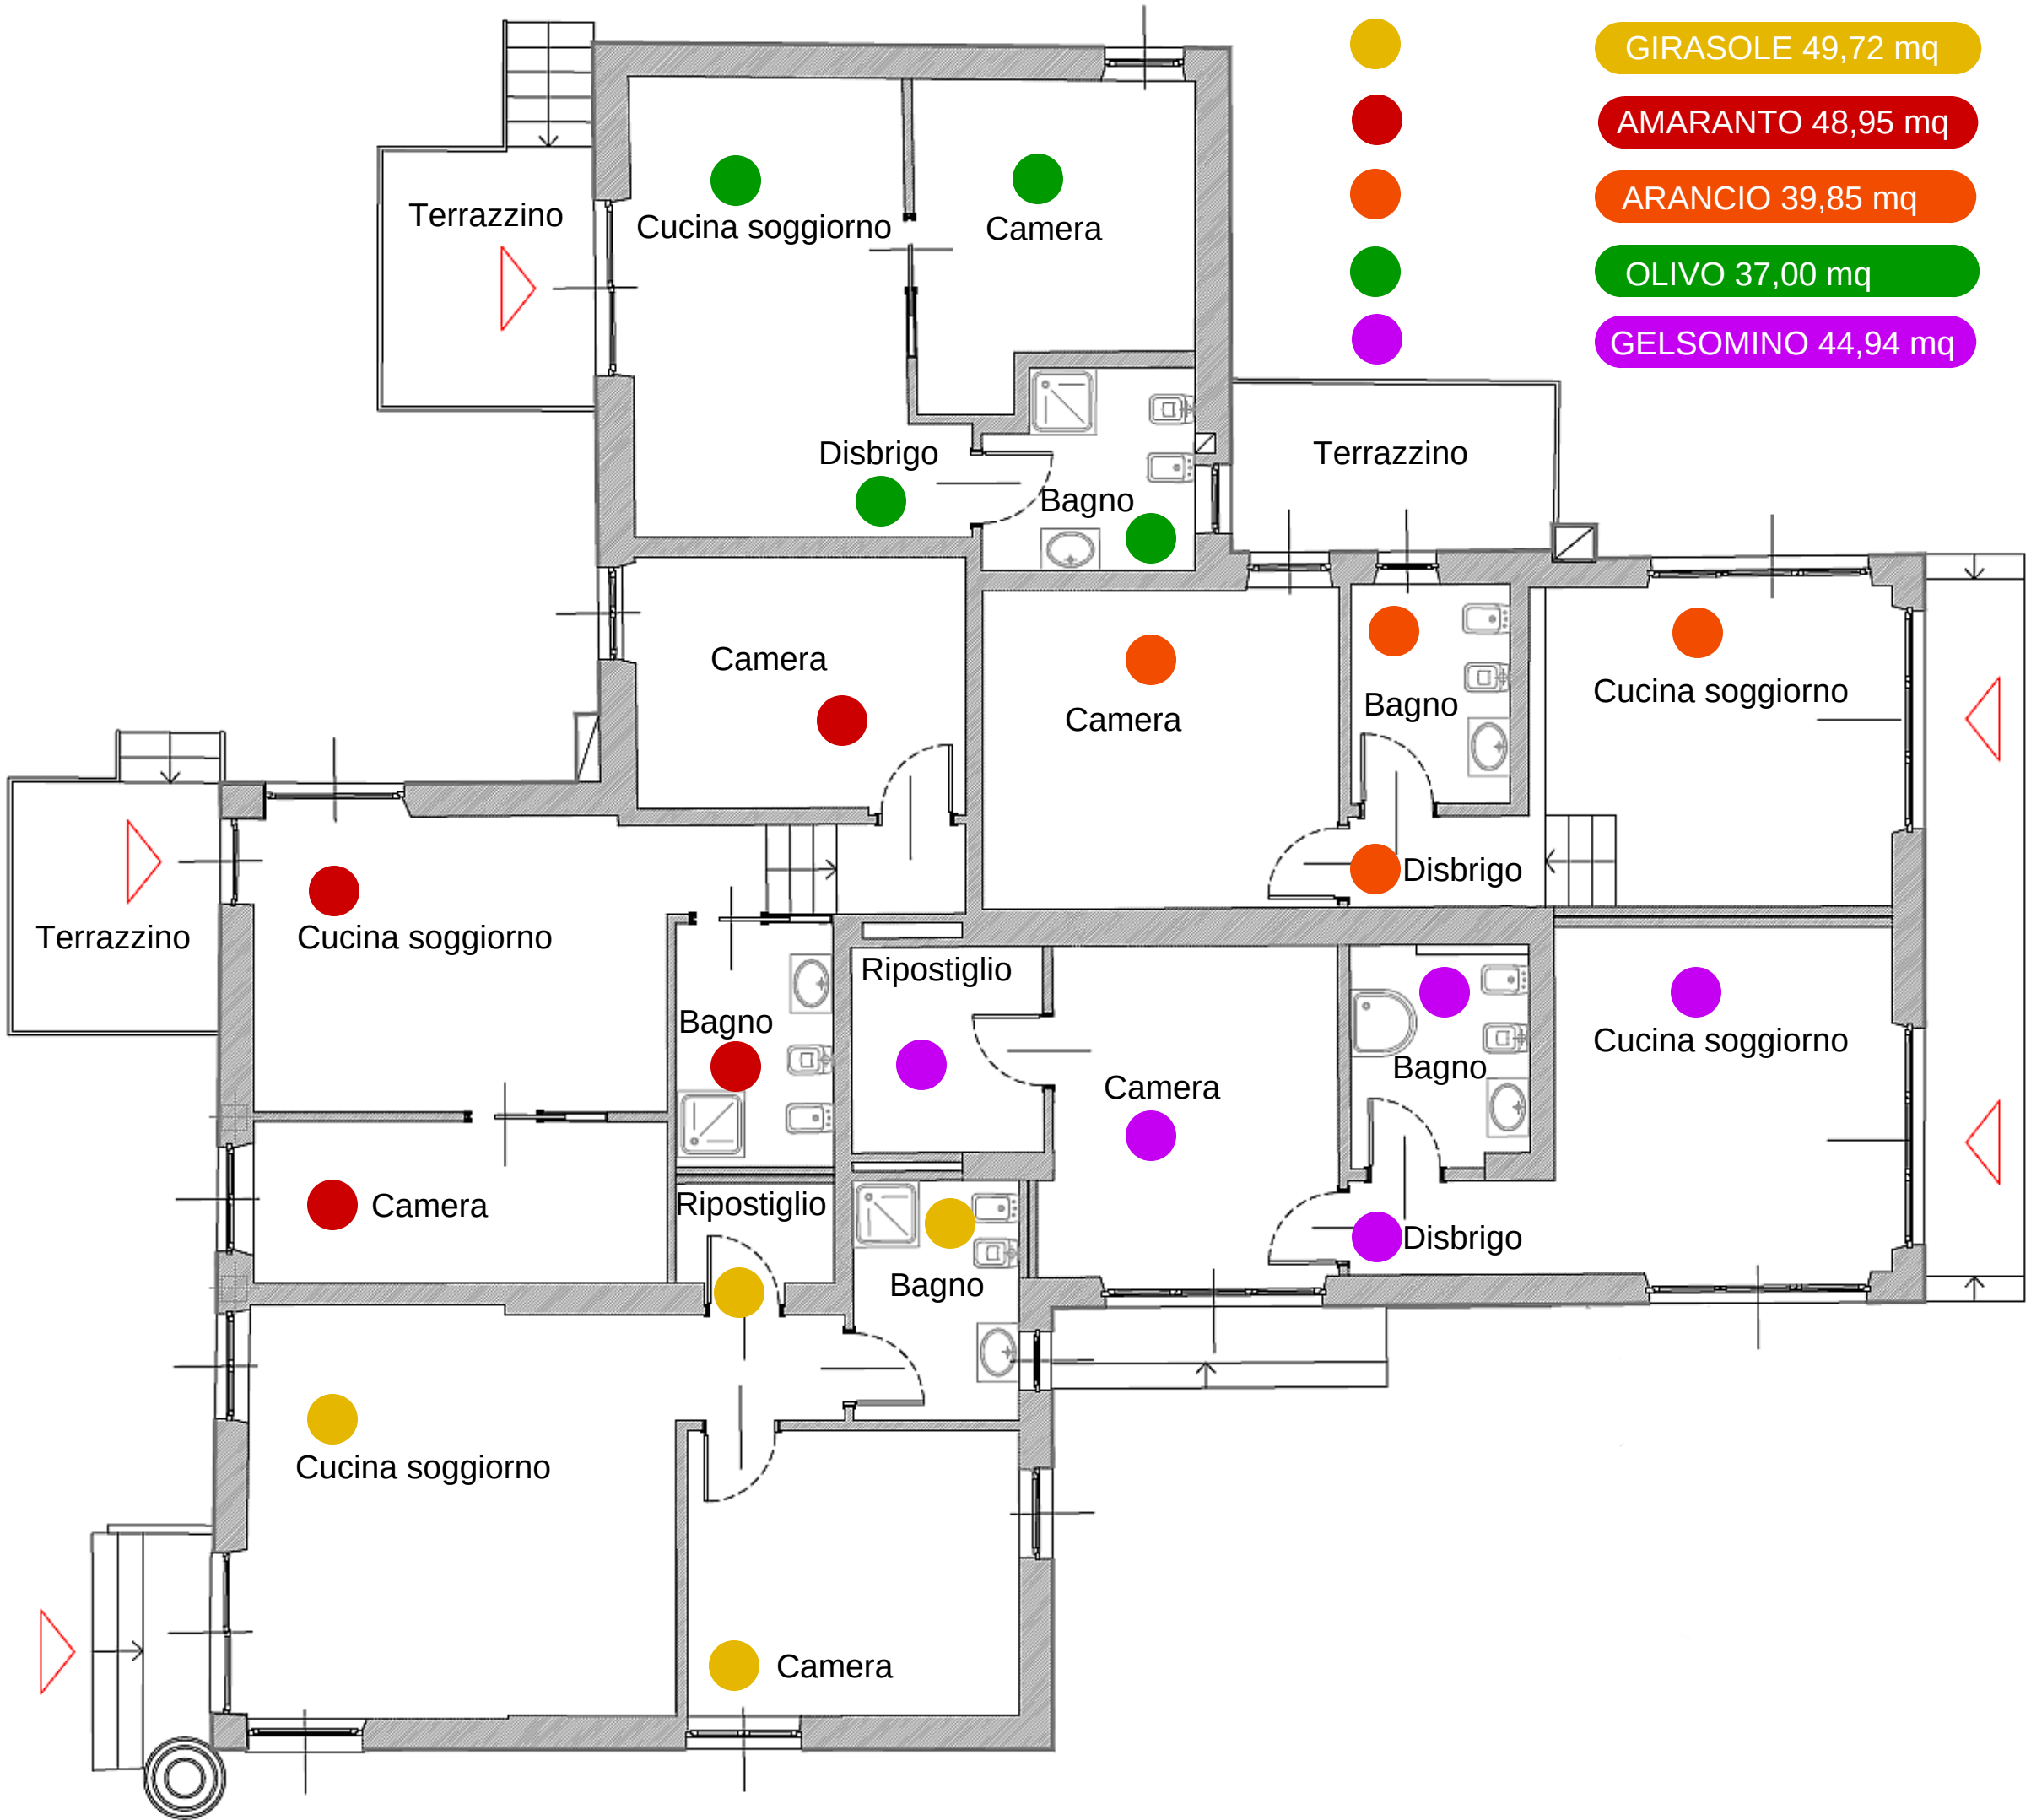 GIRASOLE 49,72 mq
AMARANTO 48,95 mq
ARANCIO 39,85 mq
OLIVO 37,00 mq
GELSOMINO 44,94 mq
Terrazzino
Cucina soggiorno
Camera
Disbrigo
Bagno
Terrazzino
Camera
Camera
Bagno
Cucina soggiorno
Disbrigo
Terrazzino
Cucina soggiorno
Bagno
Camera
Ripostiglio
Ripostiglio
Camera
Bagno
Cucina soggiorno
Disbrigo
Bagno
Cucina soggiorno
Camera